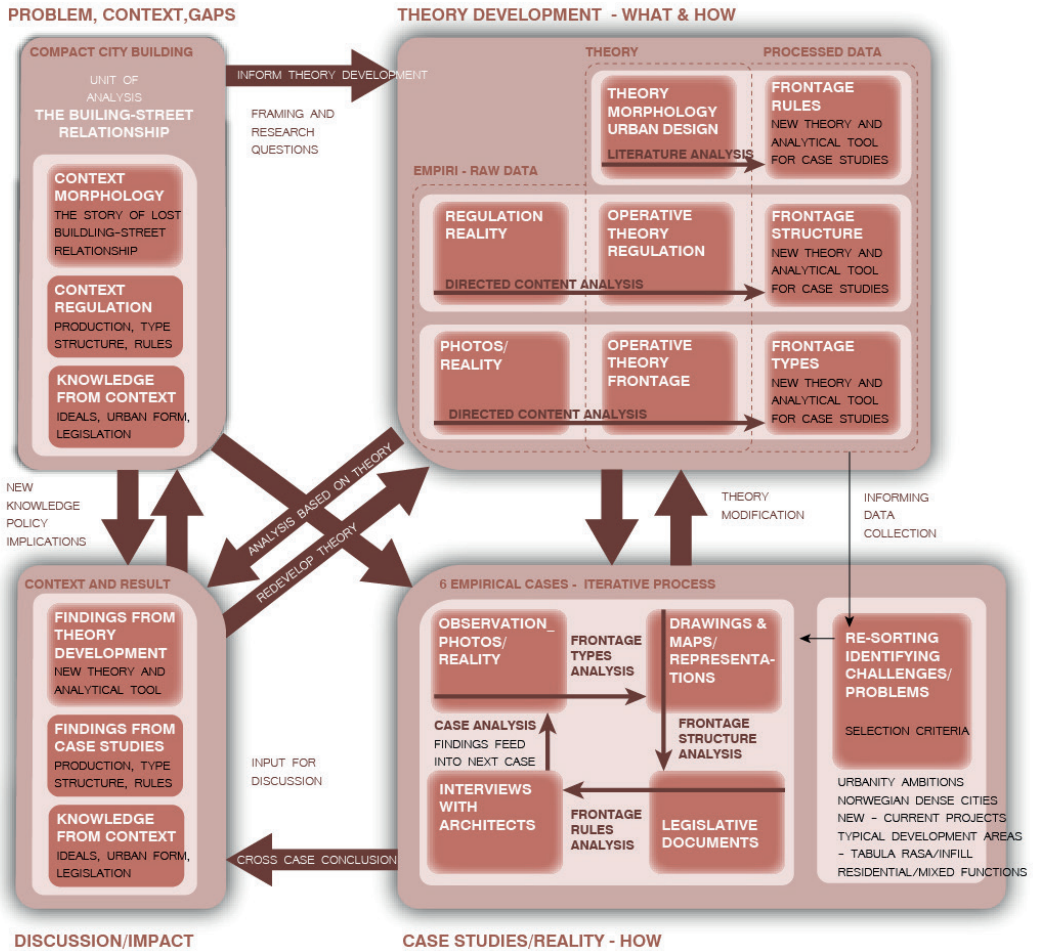 PROBLEM, CONTEXT,GAPS
COMPACT CITY BUILDING
UNIT OF
ANALYSIS
THE BUILING-STREET
RELATIONSHIP
CONTEXT
MORPHOLOGY
THE STORY OF LOST
BUILDLING-STREET
RELATIONSHIP
CONTEXT
REGULATION
PRODUCTION, TYPE
STRUCTURE, RULES
KNOWLEDGE
FROM CONTEXT
IDEALS, URBAN FORM,
LEGISLATION
INFORM THEORY DEVELOPMENT
FRAMING AND
RESEARCH
QUESTIONS
THEORY DEVELOPMENT - WHAT & HOW
THEORY
PROCESSED DATA
EMPIRI - RAW DATA
THEORY
MORPHOLOGY
URBAN DESIGN
LITERATURE ANALYSIS
FRONTAGE
RULES
NEW THEORY AND
ANALYTICAL TOOL
FOR CASE STUDIES
REGULATION
REALITY
OPERATIVE
THEORY
REGULATION
DIRECTED CONTENT ANALYSIS
FRONTAGE
STRUCTURE
NEW THEORY AND
ANALYTICAL TOOL
FOR CASE STUDIES
PHOTOS/
REALITY
OPERATIVE
THEORY
FRONTAGE
DIRECTED CONTENT ANALYSIS
FRONTAGE
TYPES
NEW THEORY AND
ANALYTICAL TOOL
FOR CASE STUDIES
NEW
KNOWLEDGE
POLICY
IMPLICATIONS
ANALYSIS BASED ON THEORY
REDEVELOP THEORY
THEORY
MODIFICATION
INFORMING
DATA
COLLECTION
CONTEXT AND RESULT
FINDINGS FROM
THEORY
DEVELOPMENT
NEW THEORY AND
ANALYTICAL TOOL
FINDINGS FROM
CASE STUDIES
PRODUCTION, TYPE
STRUCTURE, RULES
KNOWLEDGE
FROM CONTEXT
IDEALS, URBAN FORM,
LEGISLATION
INPUT FOR
DISCUSSION
CROSS CASE CONCLUSION
6 EMPIRICAL CASES - ITERATIVE PROCESS
OBSERVATION_
PHOTOS/
REALITY
FRONTAGE
TYPES
ANALYSIS
DRAWINGS &
MAPS/
REPRESENTA-
TIONS
CASE ANALYSIS
FINDINGS FEED
INTO NEXT CASE
FRONTAGE
STRUCTURE
ANALYSIS
INTERVIEWS
WITH
ARCHITECTS
FRONTAGE
RULES
ANALYSIS
LEGISLATIVE
DOCUMENTS
RE-SORTING
IDENTIFYING
CHALLENGES/
PROBLEMS
SELECTION CRITERIA
URBANITY AMBITIONS
NORWEGIAN DENSE CITIES
NEW - CURRENT PROJECTS
TYPICAL DEVELOPMENT AREAS
- TABULA RASA/INFILL
RESIDENTIAL/MIXED FUNCTIONS
DISCUSSION/IMPACT
CASE STUDIES/REALITY - HOW